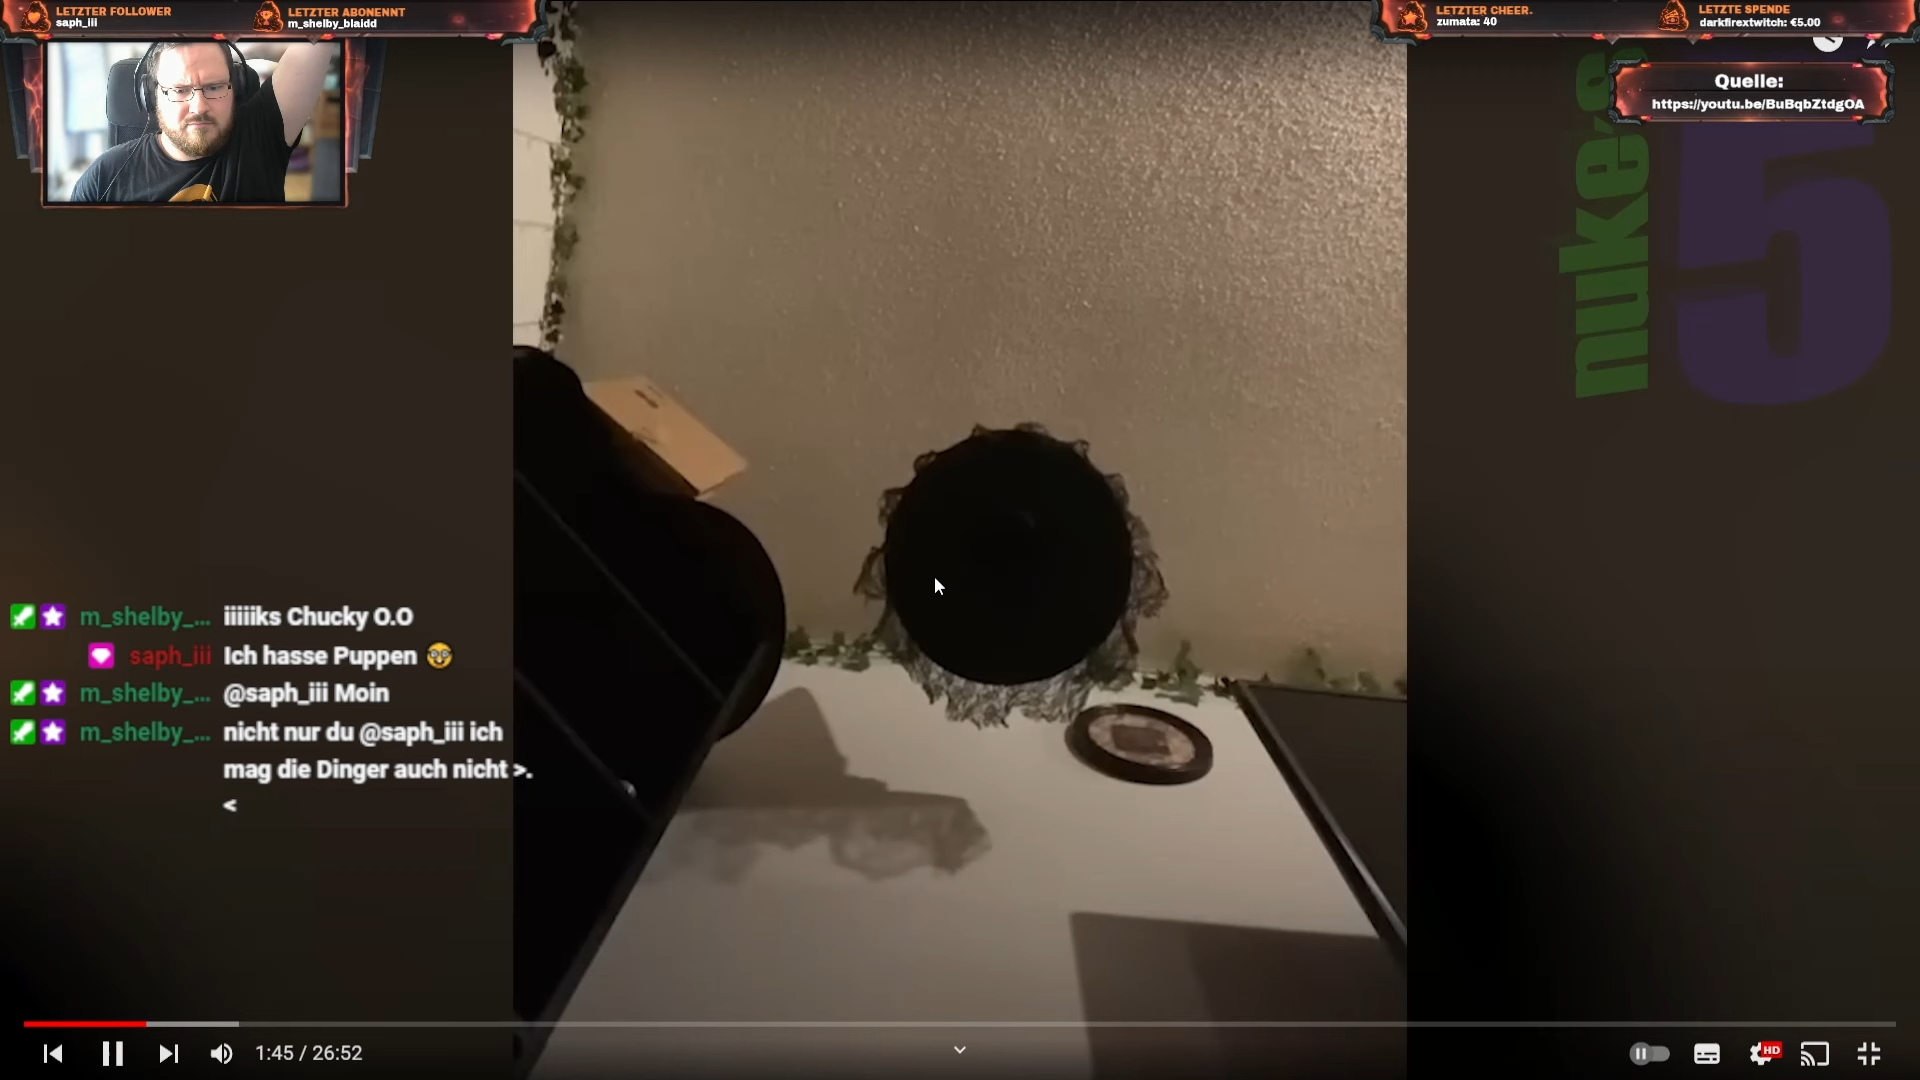 LETZTER FOLLOWER
saph_iii
LETZTER ABONENNT
m_shelby_blaidd
LETZTER CHEER.
zumata: 40
LETZTE SPENDE
darkfirextwitch: €5.00
Quelle:
https://youtu.be/BuBqbZtdgOA
nuke's
5
m_shelby_... iiiiiks Chucky O.O
saph_iii Ich hasse Puppen
m_shelby_... @saph_iii Moin
m_shelby_... nicht nur du @saph_iii ich
mag die Dinger auch nicht >.
<
1:45 / 26:52
HD